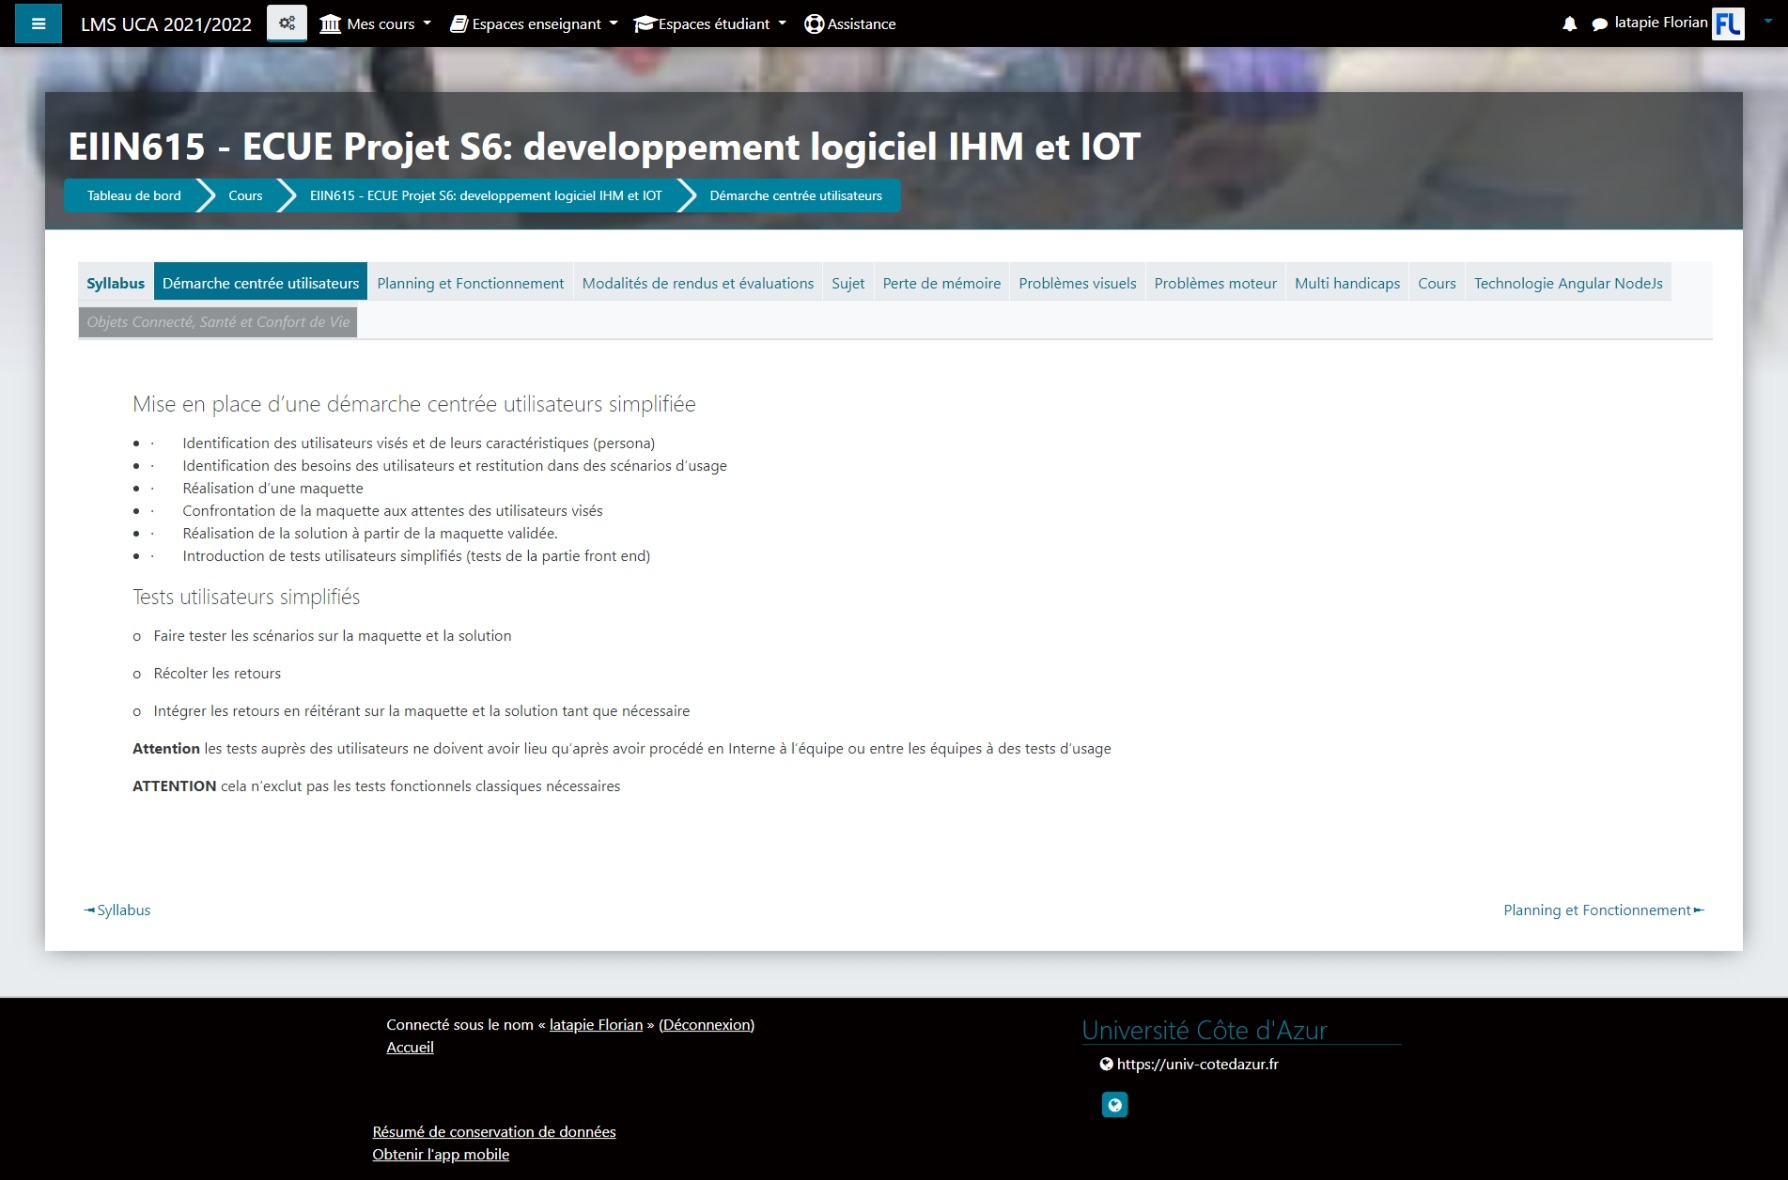 LMS UCA 2021/2022 Mes cours Espaces enseignant Espaces étudiant Assistance latapie Florian FL
EIIN615 - ECUE Projet S6: developpement logiciel IHM et IOT
Tableau de bord Cours EIIN615 - ECUE Projet S6: developpement logiciel IHM et IOT Démarche centrée utilisateurs
Syllabus Démarche centrée utilisateurs Planning et Fonctionnement Modalités de rendus et évaluations Sujet Perte de mémoire Problèmes visuels Problèmes moteur Multi handicaps Cours Technologie Angular NodeJs
Objets Connecté, Santé et Confort de Vie
Mise en place d’une démarche centrée utilisateurs simplifiée
• · Identification des utilisateurs visés et de leurs caractéristiques (persona)
• · Identification des besoins des utilisateurs et restitution dans des scénarios d’usage
• · Réalisation d’une maquette
• · Confrontation de la maquette aux attentes des utilisateurs visés
• · Réalisation de la solution à partir de la maquette validée.
• · Introduction de tests utilisateurs simplifiés (tests de la partie front end)
Tests utilisateurs simplifiés
o Faire tester les scénarios sur la maquette et la solution
o Récolter les retours
o Intégrer les retours en réitérant sur la maquette et la solution tant que nécessaire
Attention les tests auprès des utilisateurs ne doivent avoir lieu qu’après avoir procédé en Interne à l’équipe ou entre les équipes à des tests d’usage
ATTENTION cela n’exclut pas les tests fonctionnels classiques nécessaires
◄Syllabus Planning et Fonctionnement►
Connecté sous le nom « latapie Florian » (Déconnexion)
Accueil
Université Côte d'Azur
https://univ-cotedazur.fr
Résumé de conservation de données
Obtenir l'app mobile